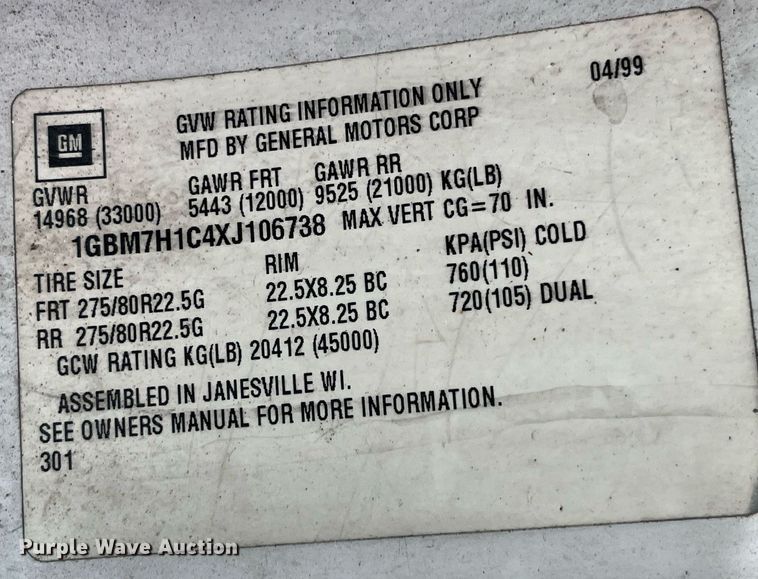 04/99
GM
GVW RATING INFORMATION ONLY
MFD BY GENERAL MOTORS CORP
GVWR GAWR FRT GAWR RR
14968 (33000) 5443 (12000) 9525 (21000) KG(LB)
1GBM7H1C4XJ106738 MAX VERT CG=70 IN.
TIRE SIZE RIM KPA(PSI) COLD
FRT 275/80R22.5G 22.5X8.25 BC 760(110)
RR 275/80R22.5G 22.5X8.25 BC 720(105) DUAL
GCW RATING KG(LB) 20412 (45000)
ASSEMBLED IN JANESVILLE WI.
SEE OWNERS MANUAL FOR MORE INFORMATION.
301
Purple Wave Auction